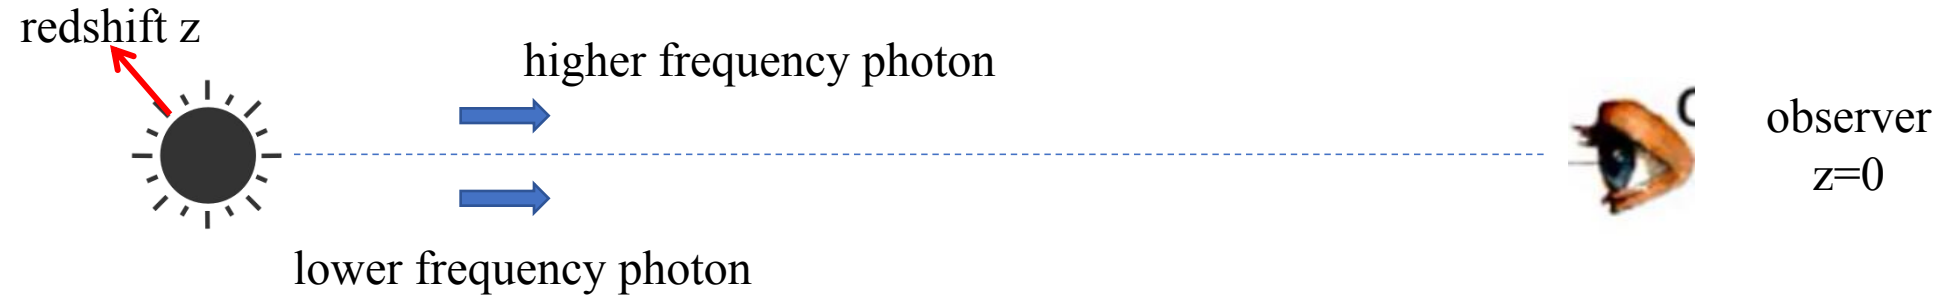 redshift z
higher frequency photon
observer
z=0
lower frequency photon